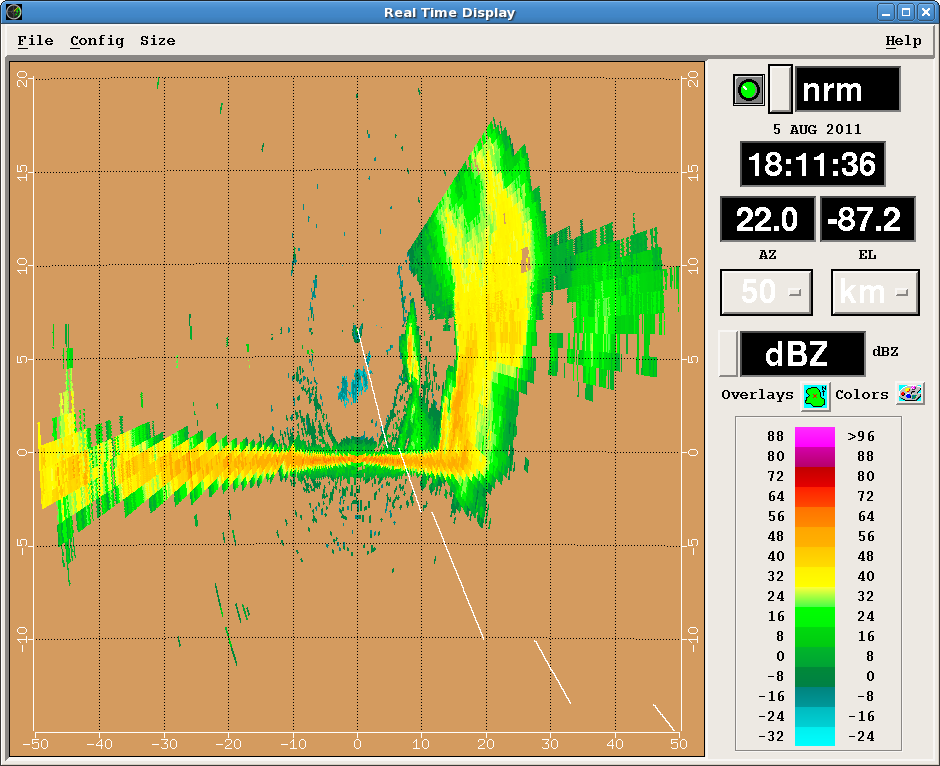 Real Time Display
File Config Size Help
nrm
5 AUG 2011
18:11:36
22.0 -87.2
AZ EL
50 km
dBZ dBZ
Overlays Colors
88 >96
80 88
72 80
64 72
56 64
48 56
40 48
32 40
24 32
16 24
8 16
0 8
-8 0
-16 -8
-24 -16
-32 -24
20 20
15 15
10 10
5 5
0 0
-5 -5
-10 -10
-50 -40 -30 -20 -10 0 10 20 30 40 50